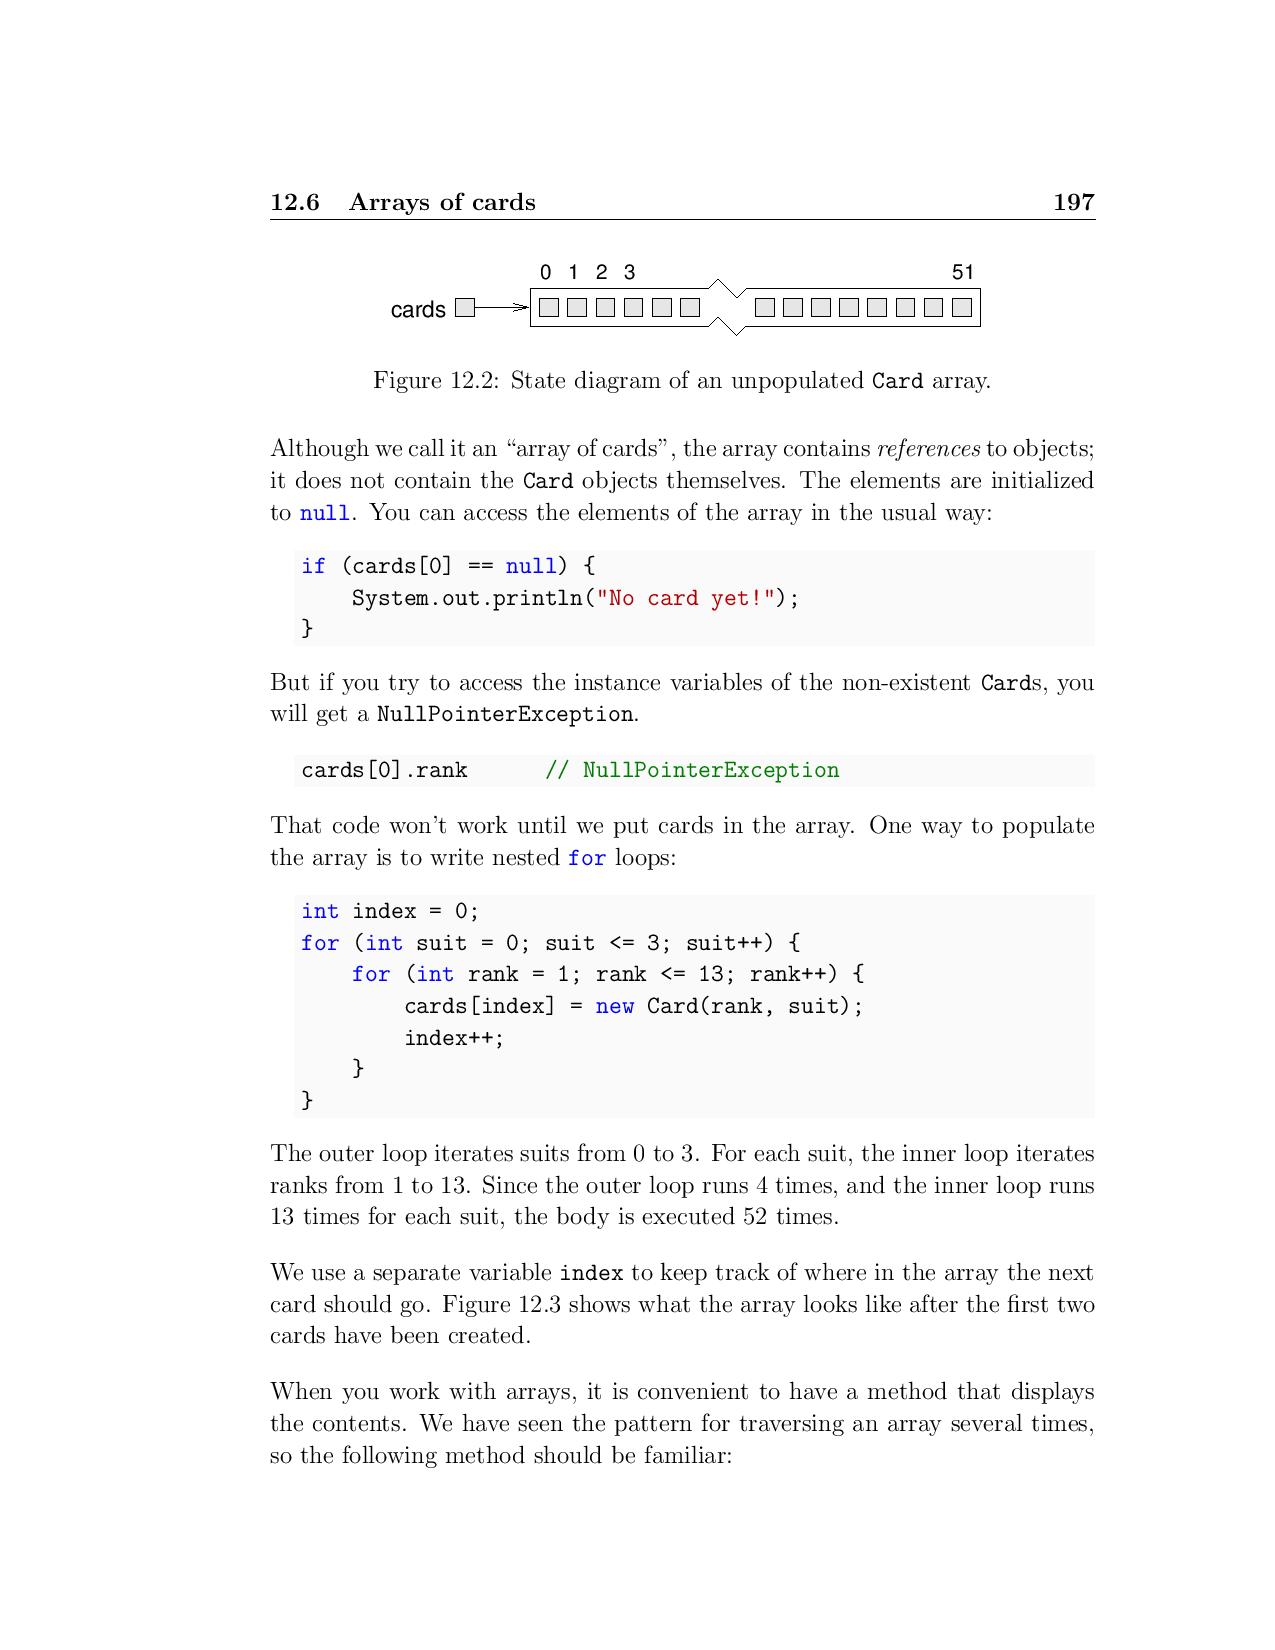 12.6 Arrays of cards 197
0 1 2 3 51
cards
Figure 12.2: State diagram of an unpopulated Card array.
Although we call it an “array of cards”, the array contains references to objects;
it does not contain the Card objects themselves. The elements are initialized
to null. You can access the elements of the array in the usual way:
if (cards[0] == null) {
    System.out.println("No card yet!");
}
But if you try to access the instance variables of the non-existent Cards, you
will get a NullPointerException.
cards[0].rank      // NullPointerException
That code won’t work until we put cards in the array. One way to populate
the array is to write nested for loops:
int index = 0;
for (int suit = 0; suit <= 3; suit++) {
    for (int rank = 1; rank <= 13; rank++) {
        cards[index] = new Card(rank, suit);
        index++;
    }
}
The outer loop iterates suits from 0 to 3. For each suit, the inner loop iterates
ranks from 1 to 13. Since the outer loop runs 4 times, and the inner loop runs
13 times for each suit, the body is executed 52 times.
We use a separate variable index to keep track of where in the array the next
card should go. Figure 12.3 shows what the array looks like after the first two
cards have been created.
When you work with arrays, it is convenient to have a method that displays
the contents. We have seen the pattern for traversing an array several times,
so the following method should be familiar: